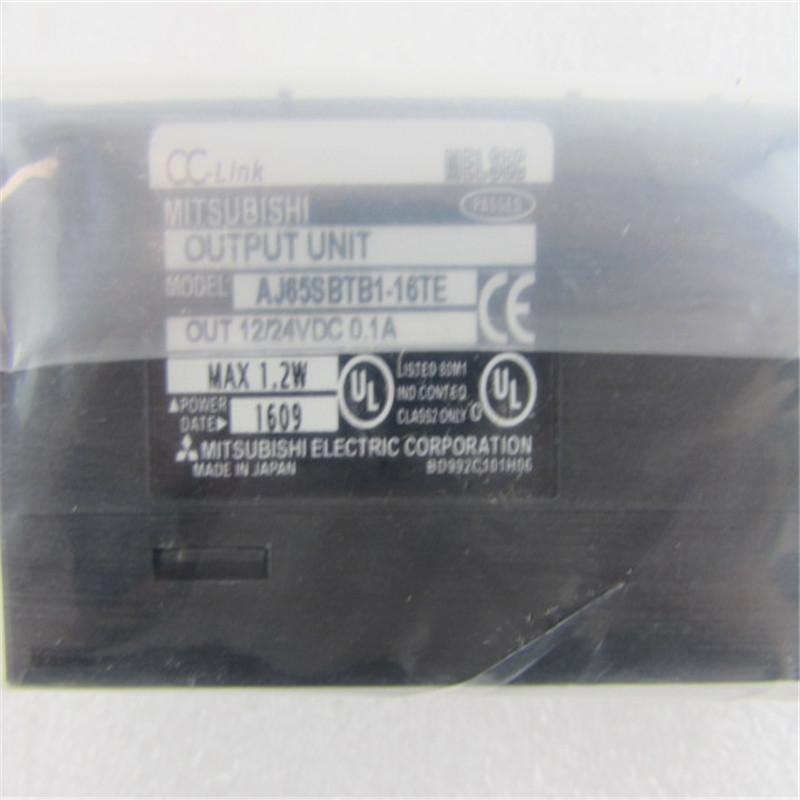 CC-Link MELSEC
MITSUBISHI PASSED
OUTPUT UNIT
MODEL AJ65SBTB1-16TE
OUT 12/24VDC 0.1A
CE
MAX 1.2W
▲POWER
DATE▶ 1609
UL LISTED 80M1 UL
IND CONT EQ.
CLASS2 ONLY
MITSUBISHI ELECTRIC CORPORATION
MADE IN JAPAN BD992C101H06